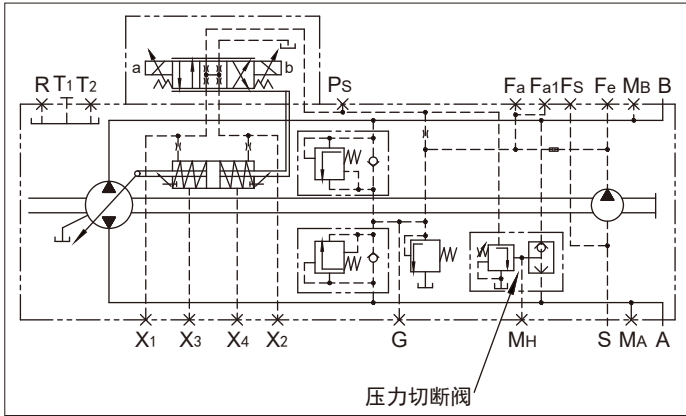 a b
R T1 T2 PS Fa Fa1 FS Fe MB B
X1 X3 X4 X2 G MH S MA A
压力切断阀